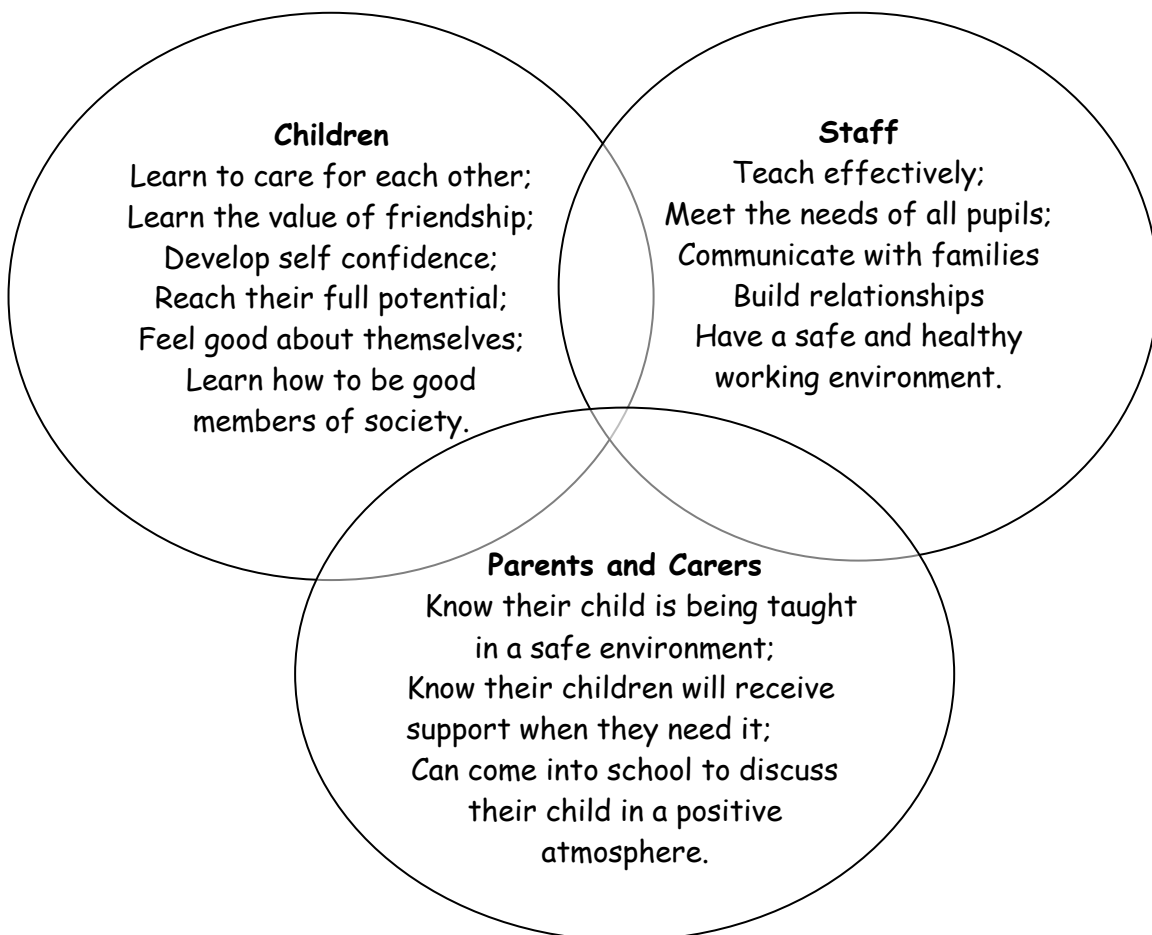 Children
Learn to care for each other;
Learn the value of friendship;
Develop self confidence;
Reach their full potential;
Feel good about themselves;
Learn how to be good
members of society.
Staff
Teach effectively;
Meet the needs of all pupils;
Communicate with families
Build relationships
Have a safe and healthy
working environment.
Parents and Carers
Know their child is being taught
in a safe environment;
Know their children will receive
support when they need it;
Can come into school to discuss
their child in a positive
atmosphere.